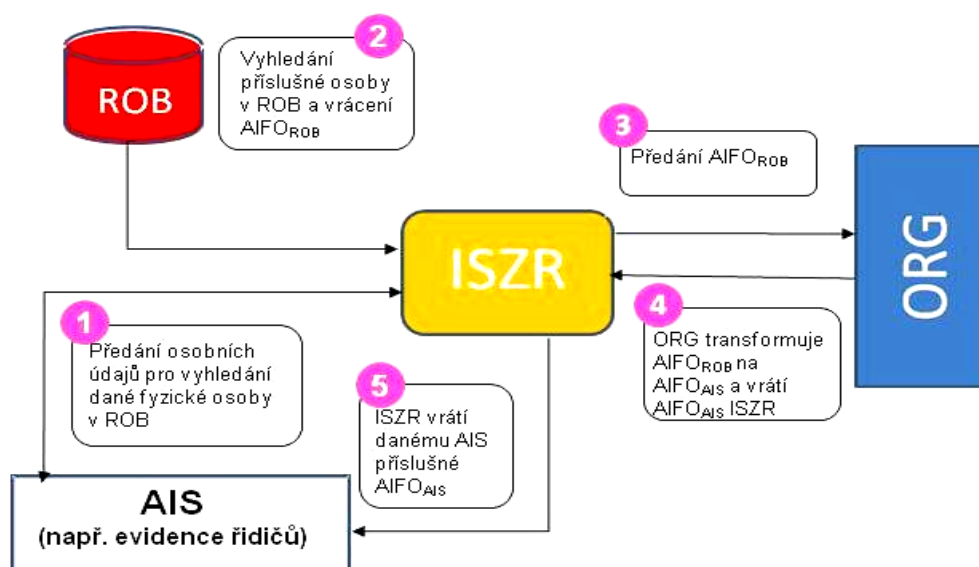 ROB
2
Vyhledání
příslušné osoby
v ROB a vrácení
AIFOROB
3
Předání AIFOROB
ISZR
ORG
1
Předání osobních
údajů pro vyhledání
dané fyzické osoby
v ROB
4
ORG transformuje
AIFOROB na
AIFOAIS a vrátí
AIFOAIS ISZR
5
ISZR vrátí
danému AIS
příslušné
AIFOAIS
AIS
(např. evidence řidičů)